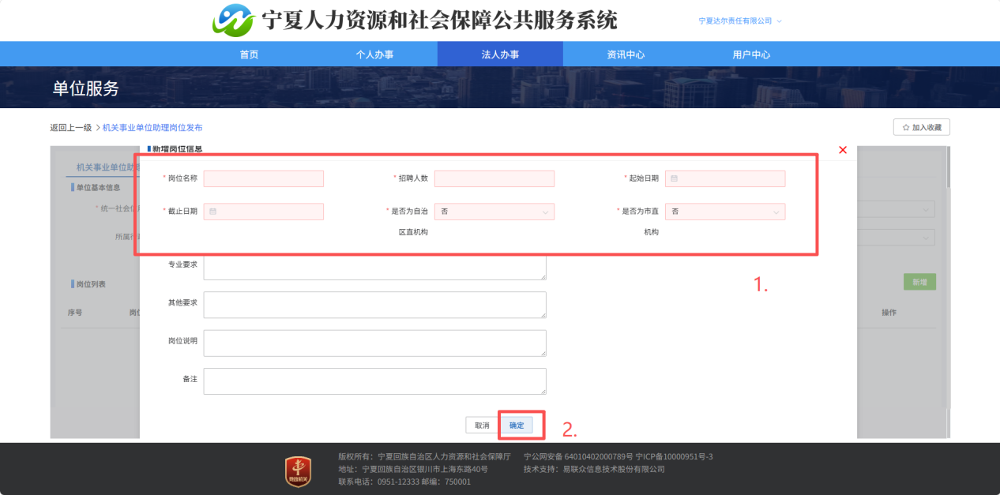 宁夏人力资源和社会保障公共服务系统
宁夏达尔责任有限公司
首页 个人办事 法人办事 资讯中心 用户中心
单位服务
返回上一级 机关事业单位助理岗位发布 加入收藏
新增岗位信息
机关事业单位助
* 岗位名称 * 招聘人数 * 起始日期
单位基本信息
* 统一社会信
* 截止日期 * 是否为自治 否 * 是否为市直 否
区直机构 机构
所属行
专业要求
岗位列表 新增
1.
其他要求
序号 岗位 操作
岗位说明
备注
取消 确定 2.
版权所有：宁夏回族自治区人力资源和社会保障厅 宁公网安备 64010402000789号 宁ICP备10000951号-3
地址：宁夏回族自治区银川市上海东路40号 技术支持：易联众信息技术股份有限公司
联系电话：0951-12333 邮编：750001
党政机关